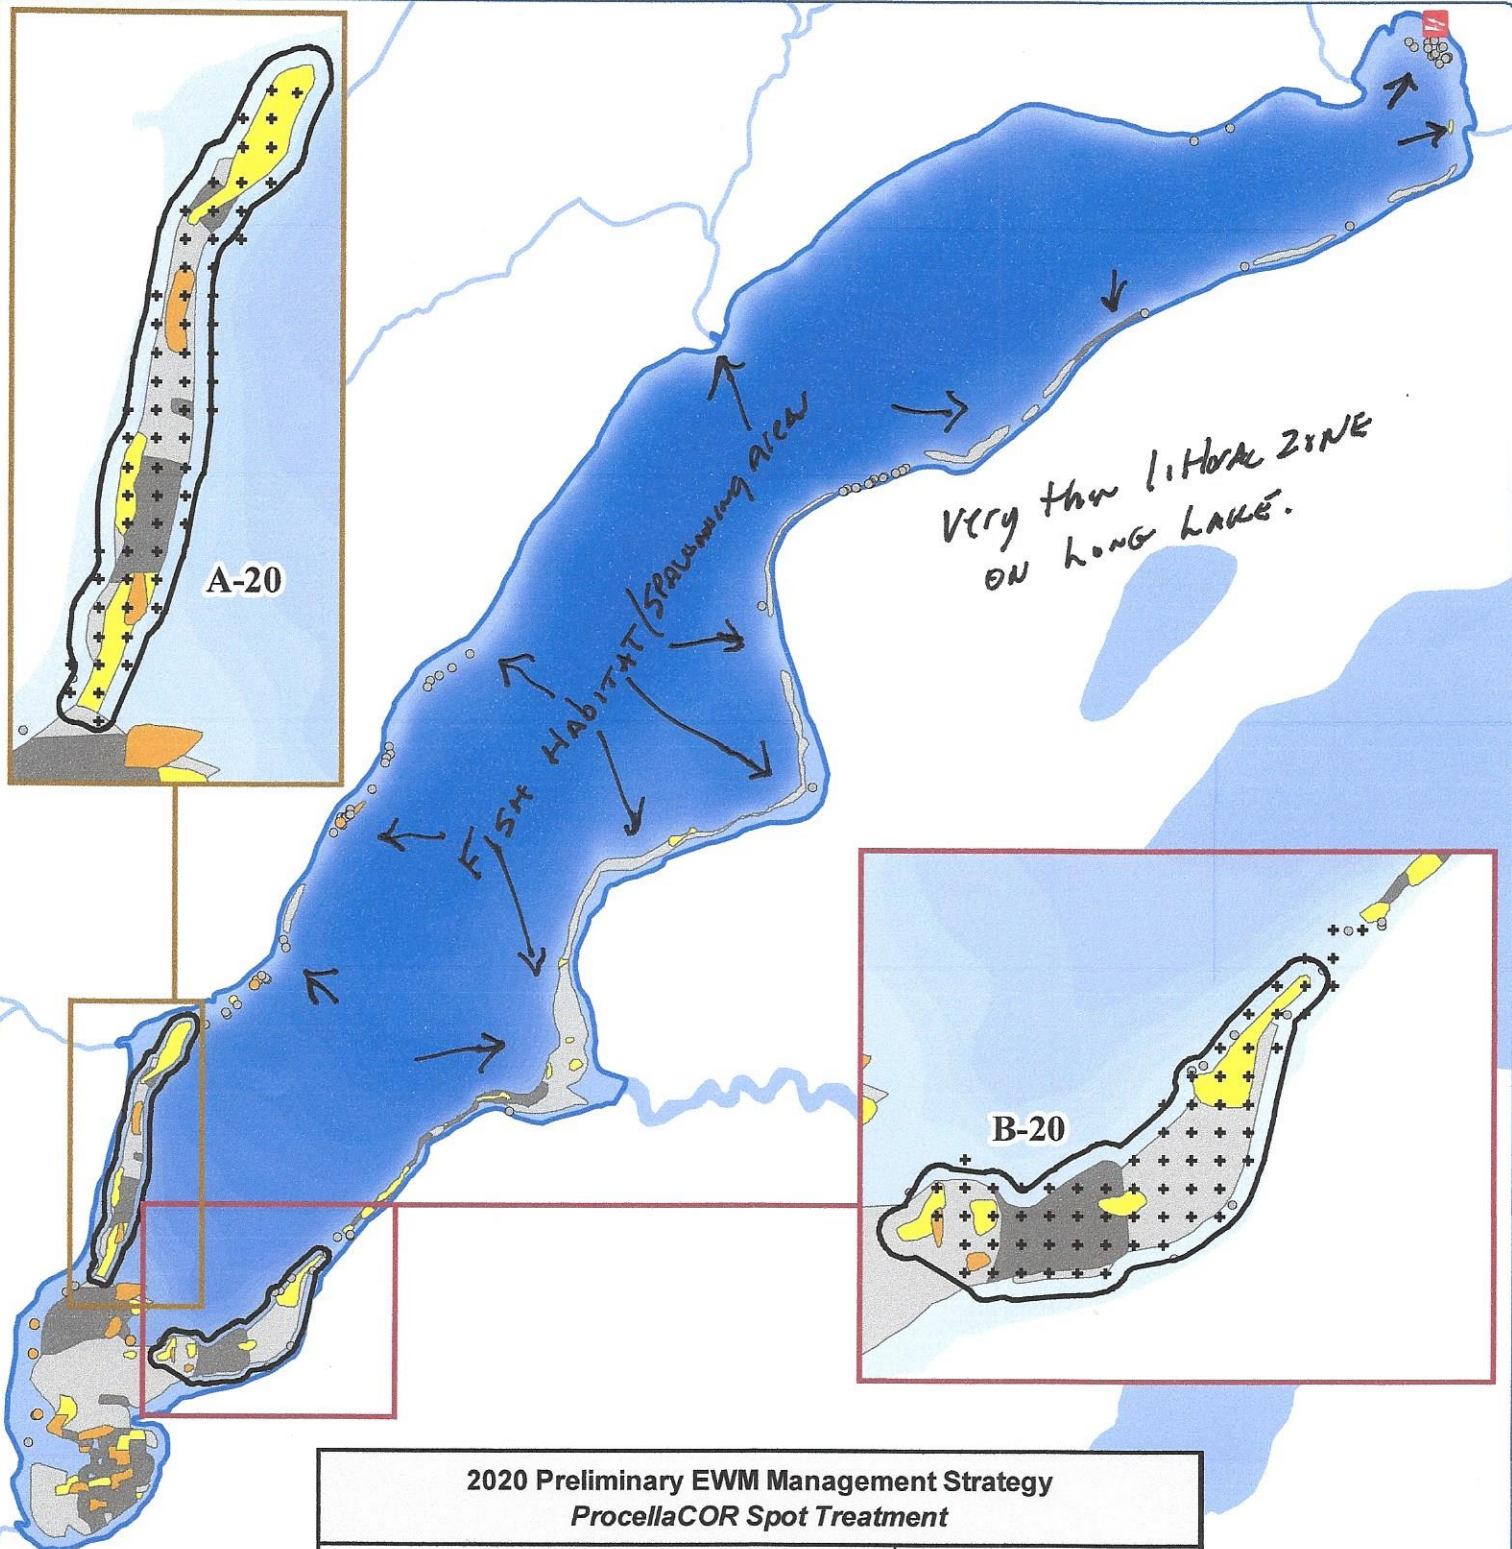 A-20
Fish Habitat/Spawning Area
Very thin littoral zone
on Long Lake.
B-20
2020 Preliminary EWM Management Strategy
ProcellaCOR Spot Treatment